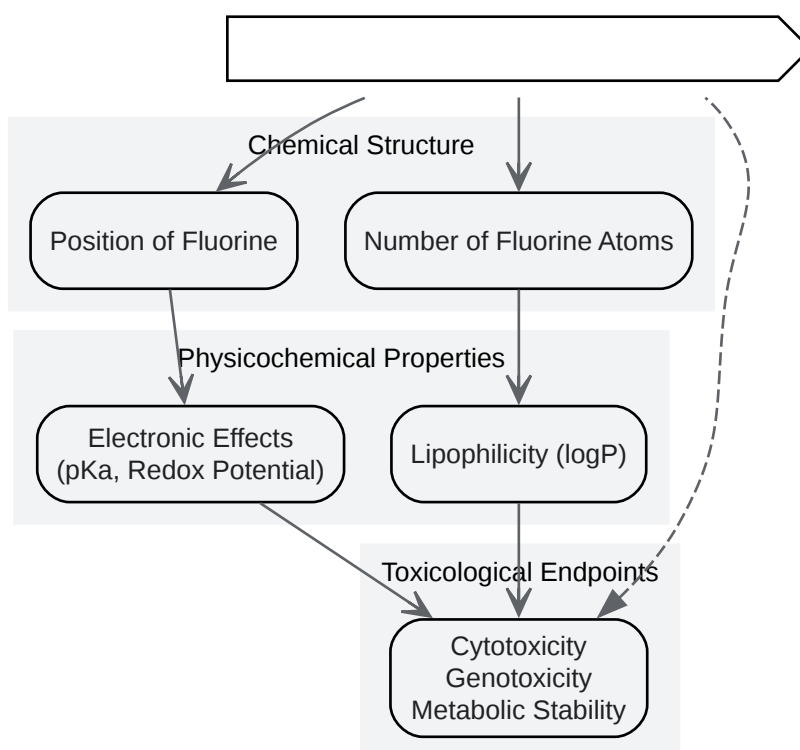 Chemical Structure
Position of Fluorine
Number of Fluorine Atoms
Physicochemical Properties
Electronic Effects
(pKa, Redox Potential)
Lipophilicity (logP)
Toxicological Endpoints
Cytotoxicity
Genotoxicity
Metabolic Stability